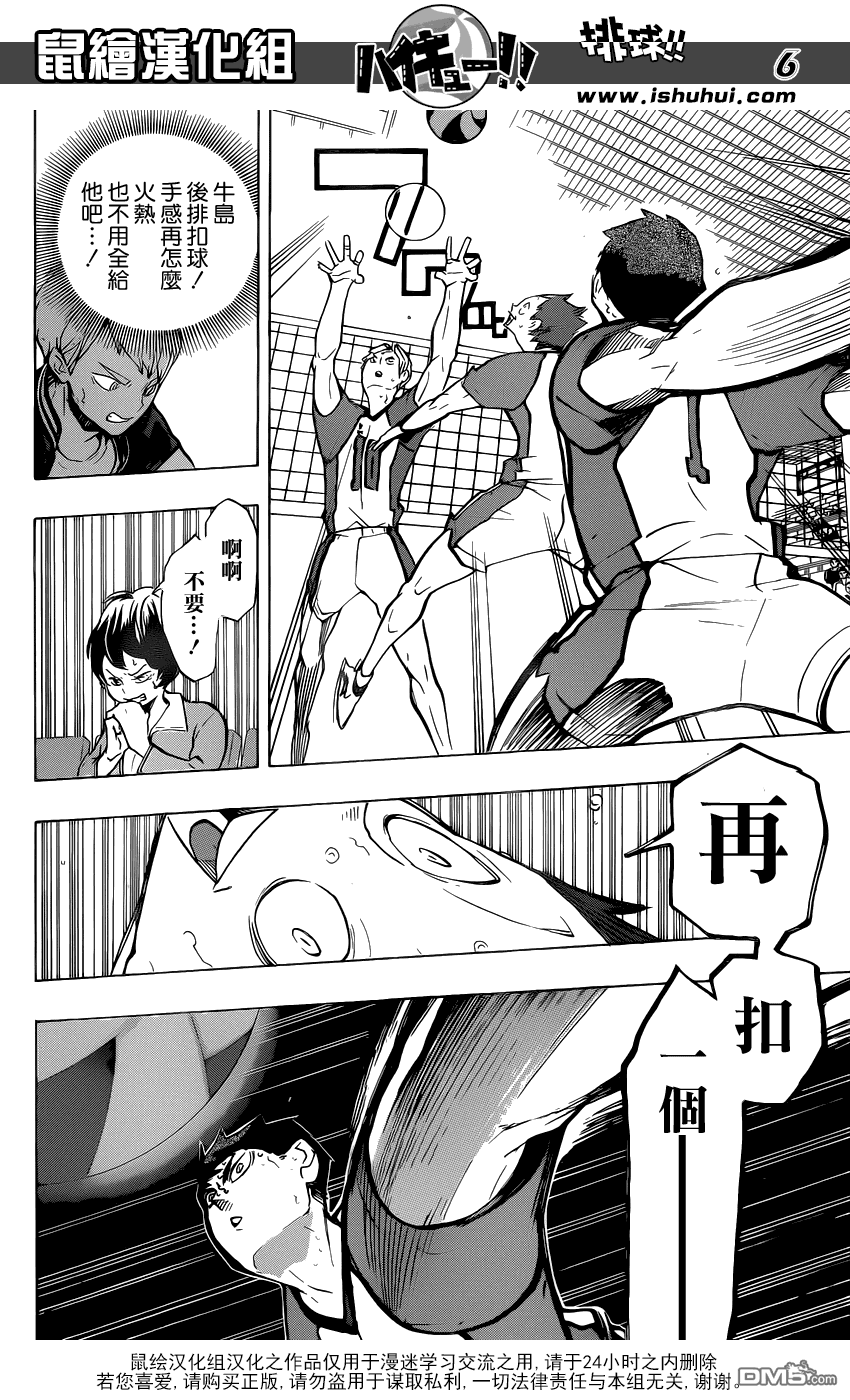 鼠繪漢化組
ハイキュー!!
排球!!
6
www.ishuhui.com
牛島
後排扣球!
手感再怎麼
火熱
也不用全給
他吧…!
啊啊
不要…!
再
扣
一個
鼠绘汉化组汉化之作品仅用于漫迷学习交流之用,请于24小时之内删除
若您喜爱,请购买正版,请勿用于谋取私利,一切法律责任与本组无关,谢谢。
10
DM5.com